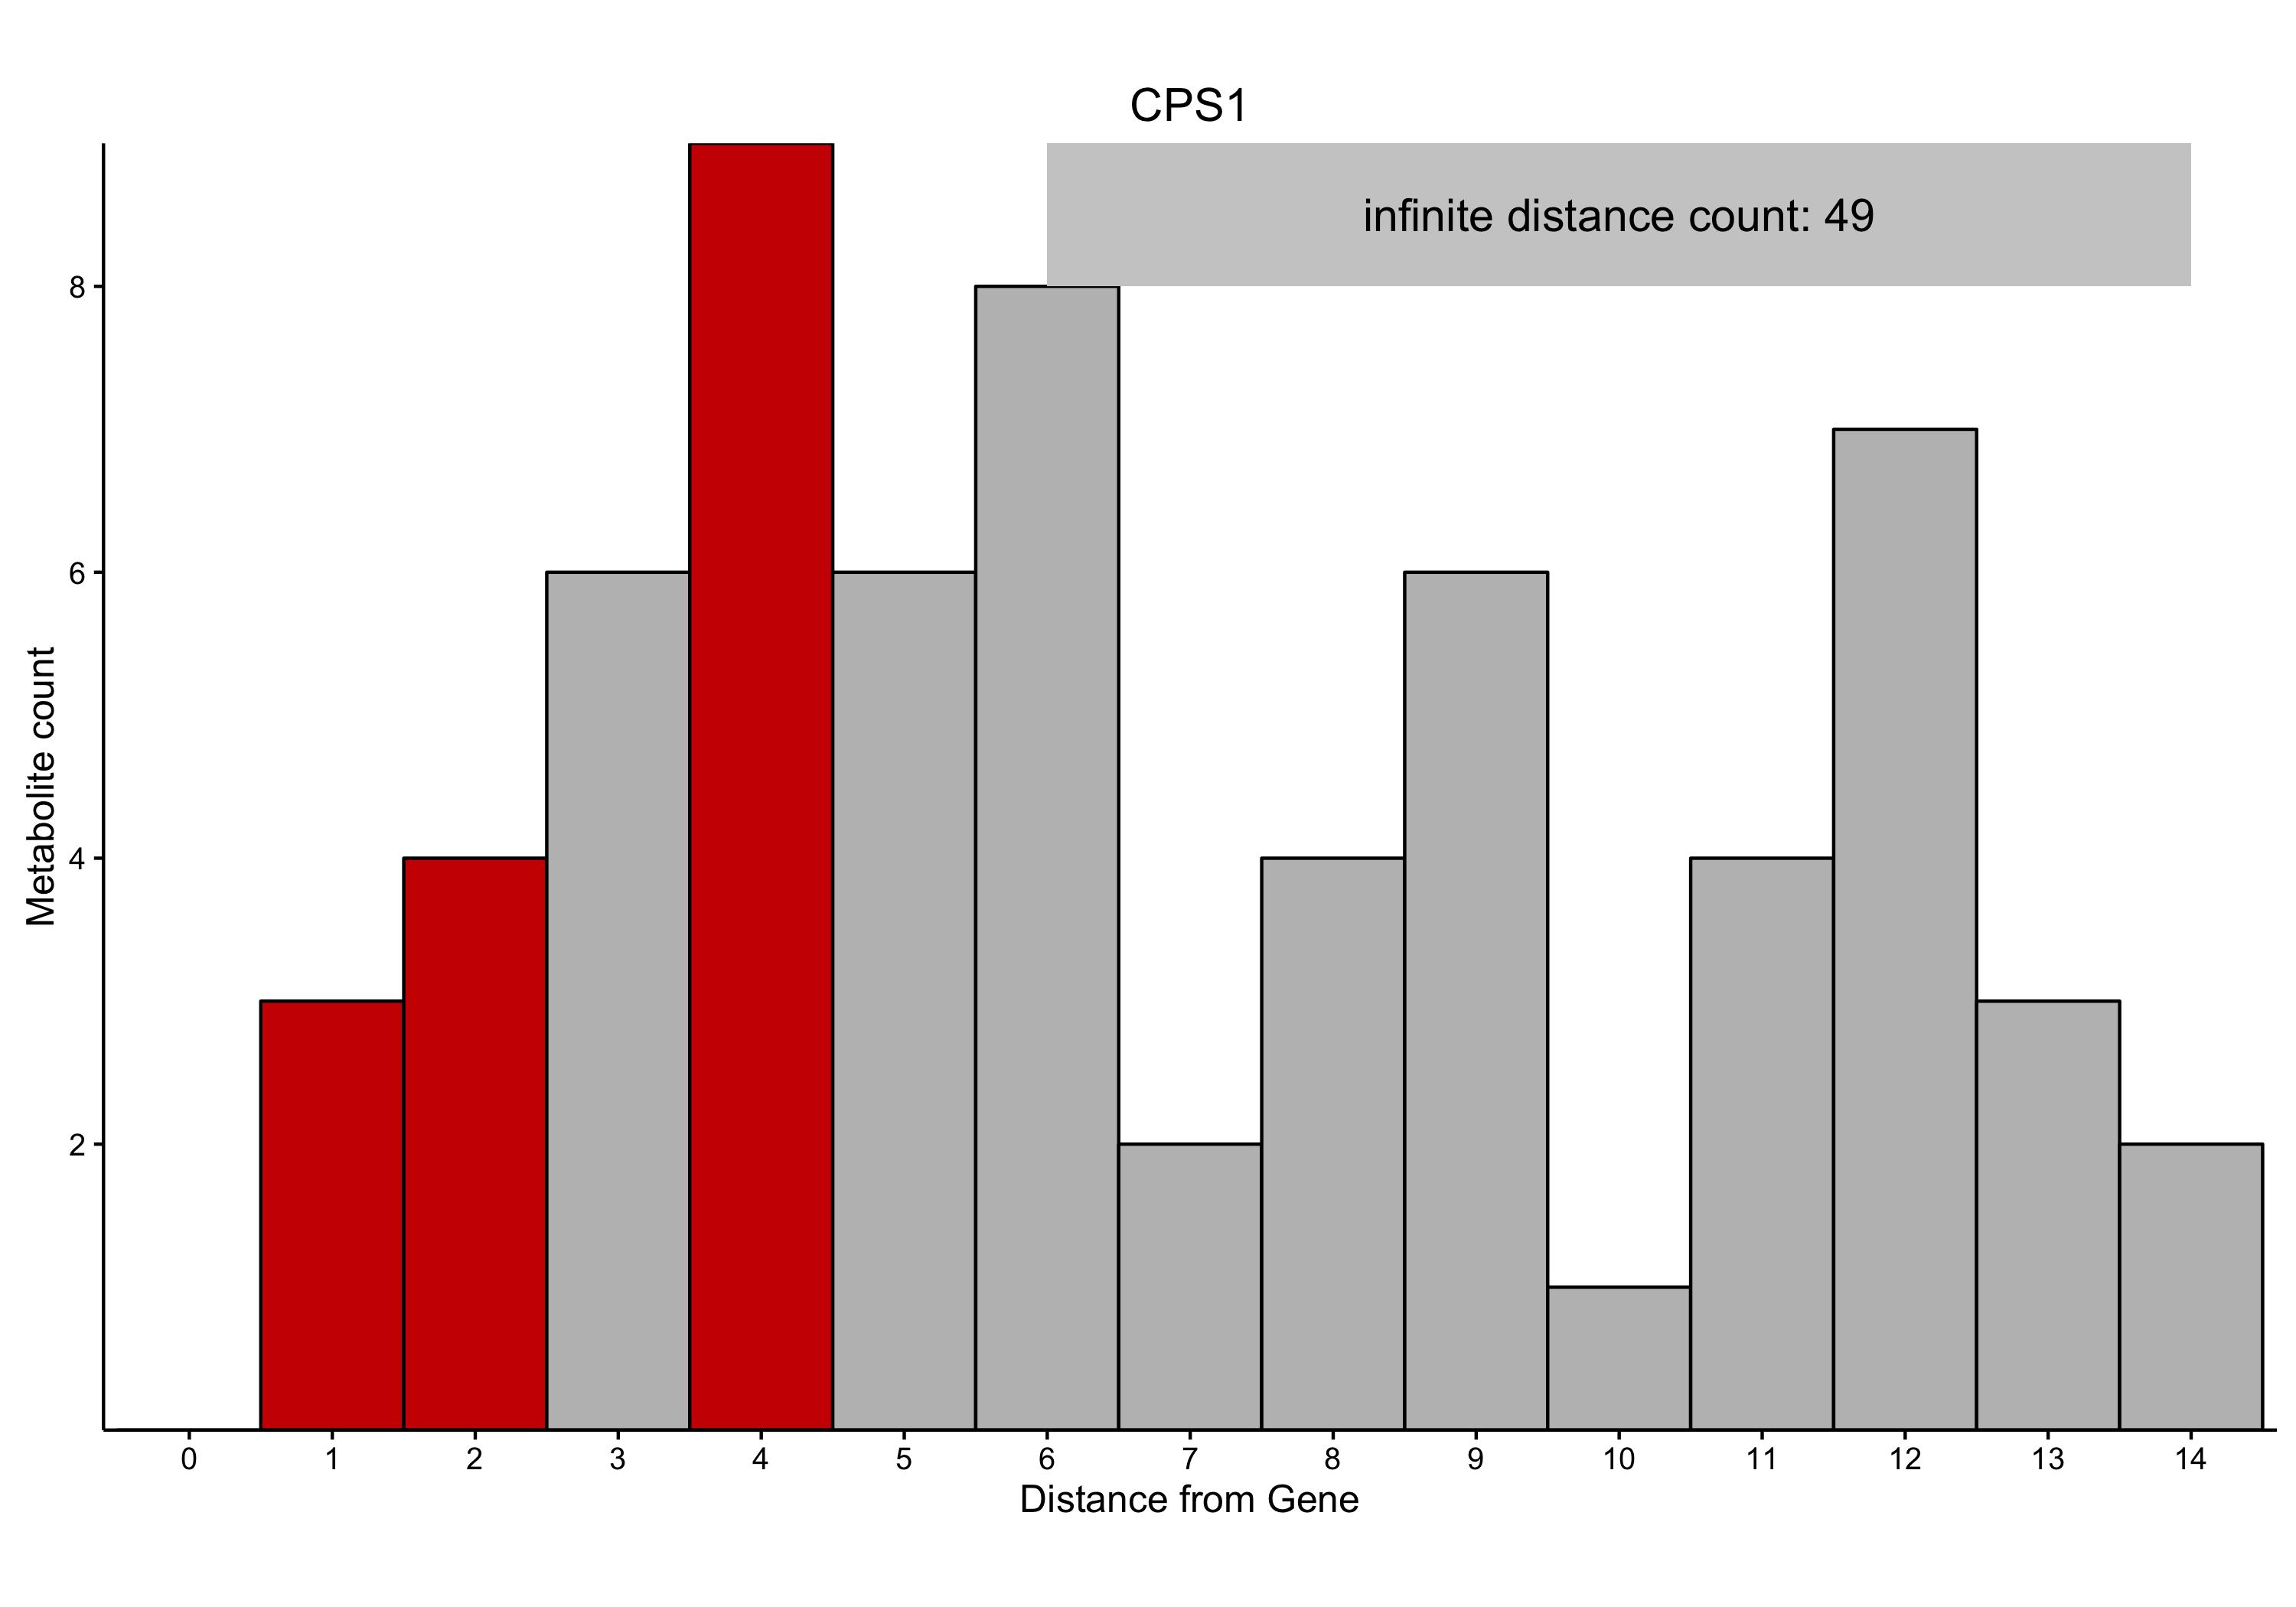 CPS1
infinite distance count: 49
Metabolite count
8
6
4
2
0 1 2 3 4 5 6 7 8 9 10 11 12 13 14
Distance from Gene